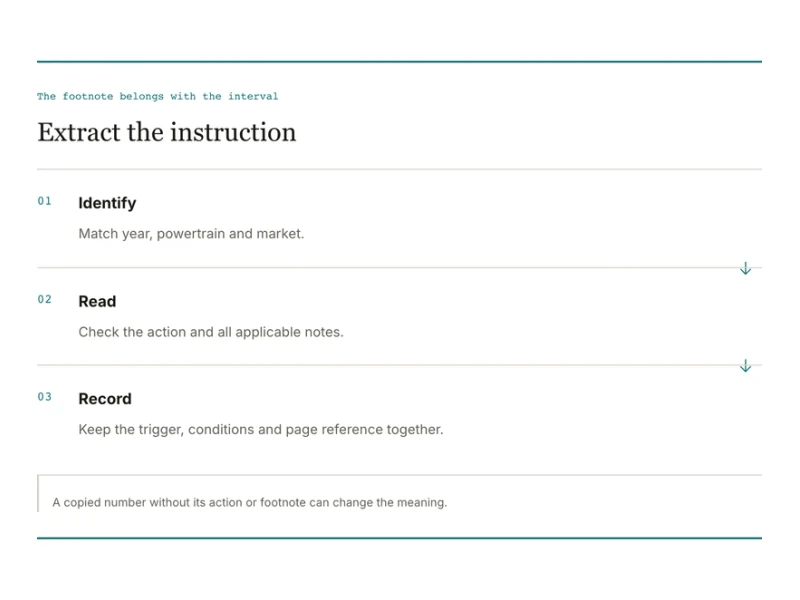 The footnote belongs with the interval
Extract the instruction
01
Identify
Match year, powertrain and market.
02
Read
Check the action and all applicable notes.
03
Record
Keep the trigger, conditions and page reference together.
A copied number without its action or footnote can change the meaning.